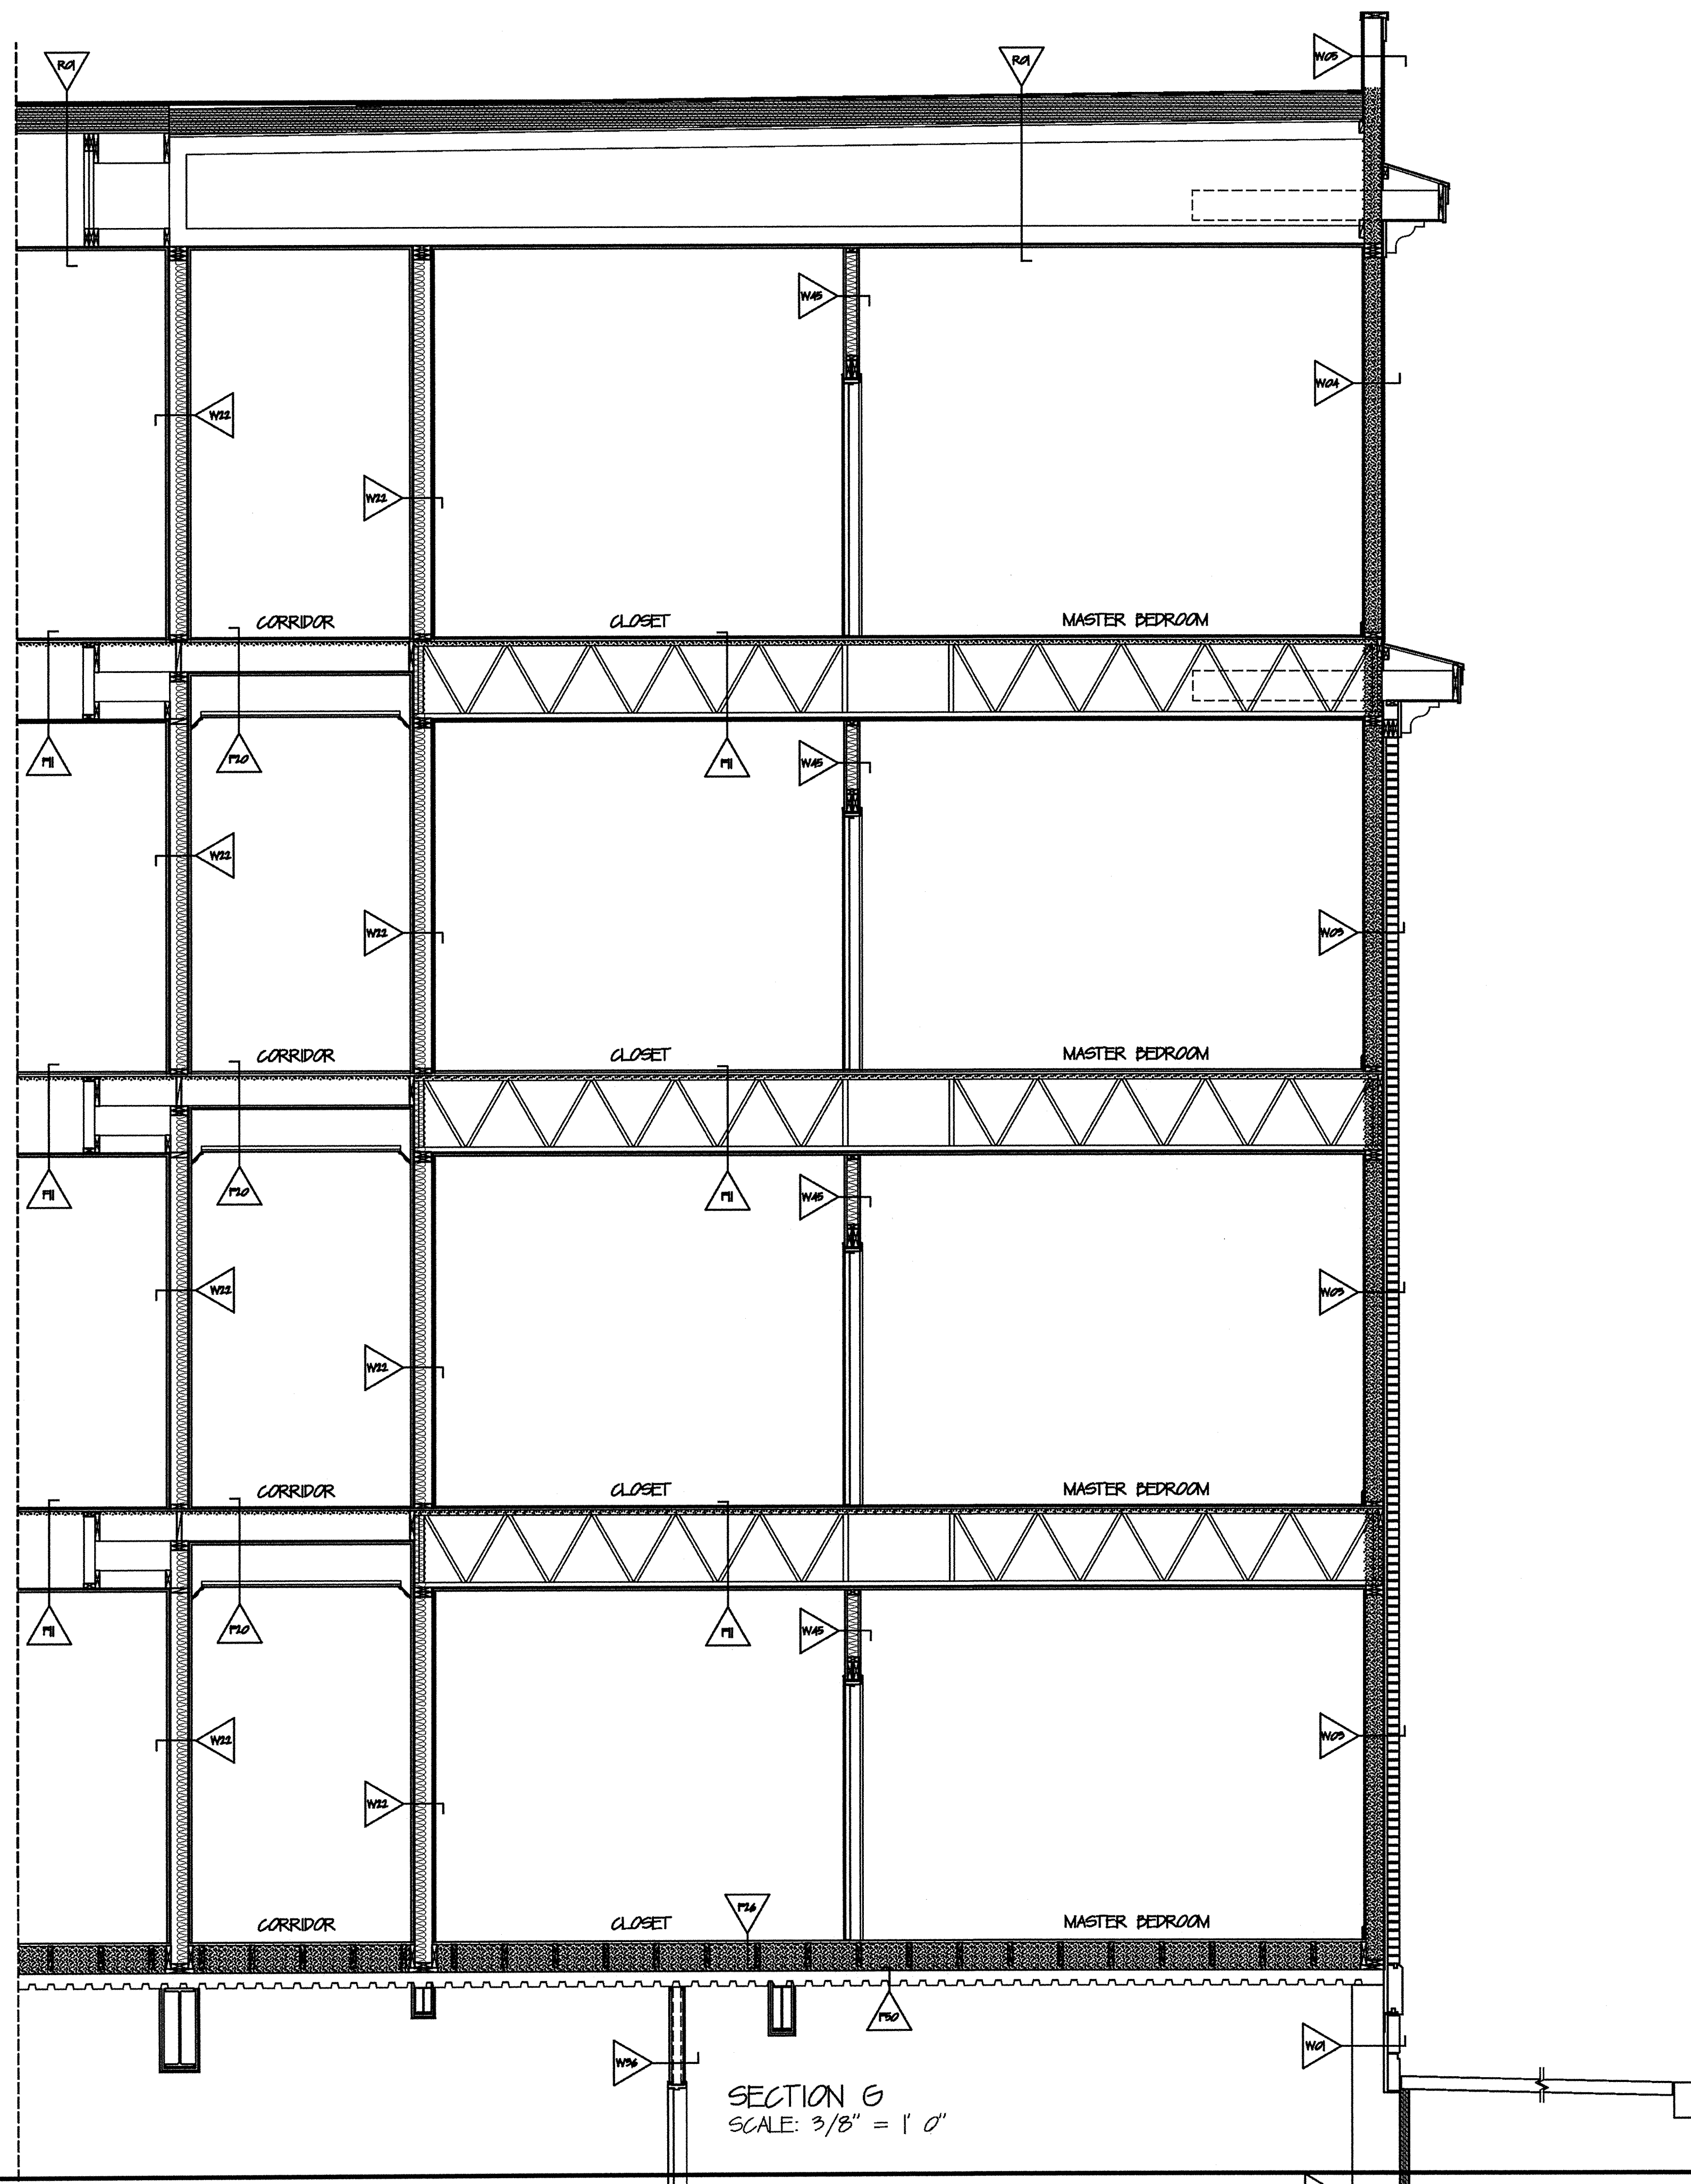 R01
R01
W05
W45
W04
W22
W22
CORRIDOR CLOSET MASTER BEDROOM
F11 F20 F11 W45
W22
W22 W03
CORRIDOR CLOSET MASTER BEDROOM
F11 F20 F11 W45
W22 W03
W22
CORRIDOR CLOSET MASTER BEDROOM
F11 F20 F11 W45
W22 W03
W22
F26
CORRIDOR CLOSET MASTER BEDROOM
F50
W36 W01
SECTION G
SCALE: 3/8" = 1' 0"